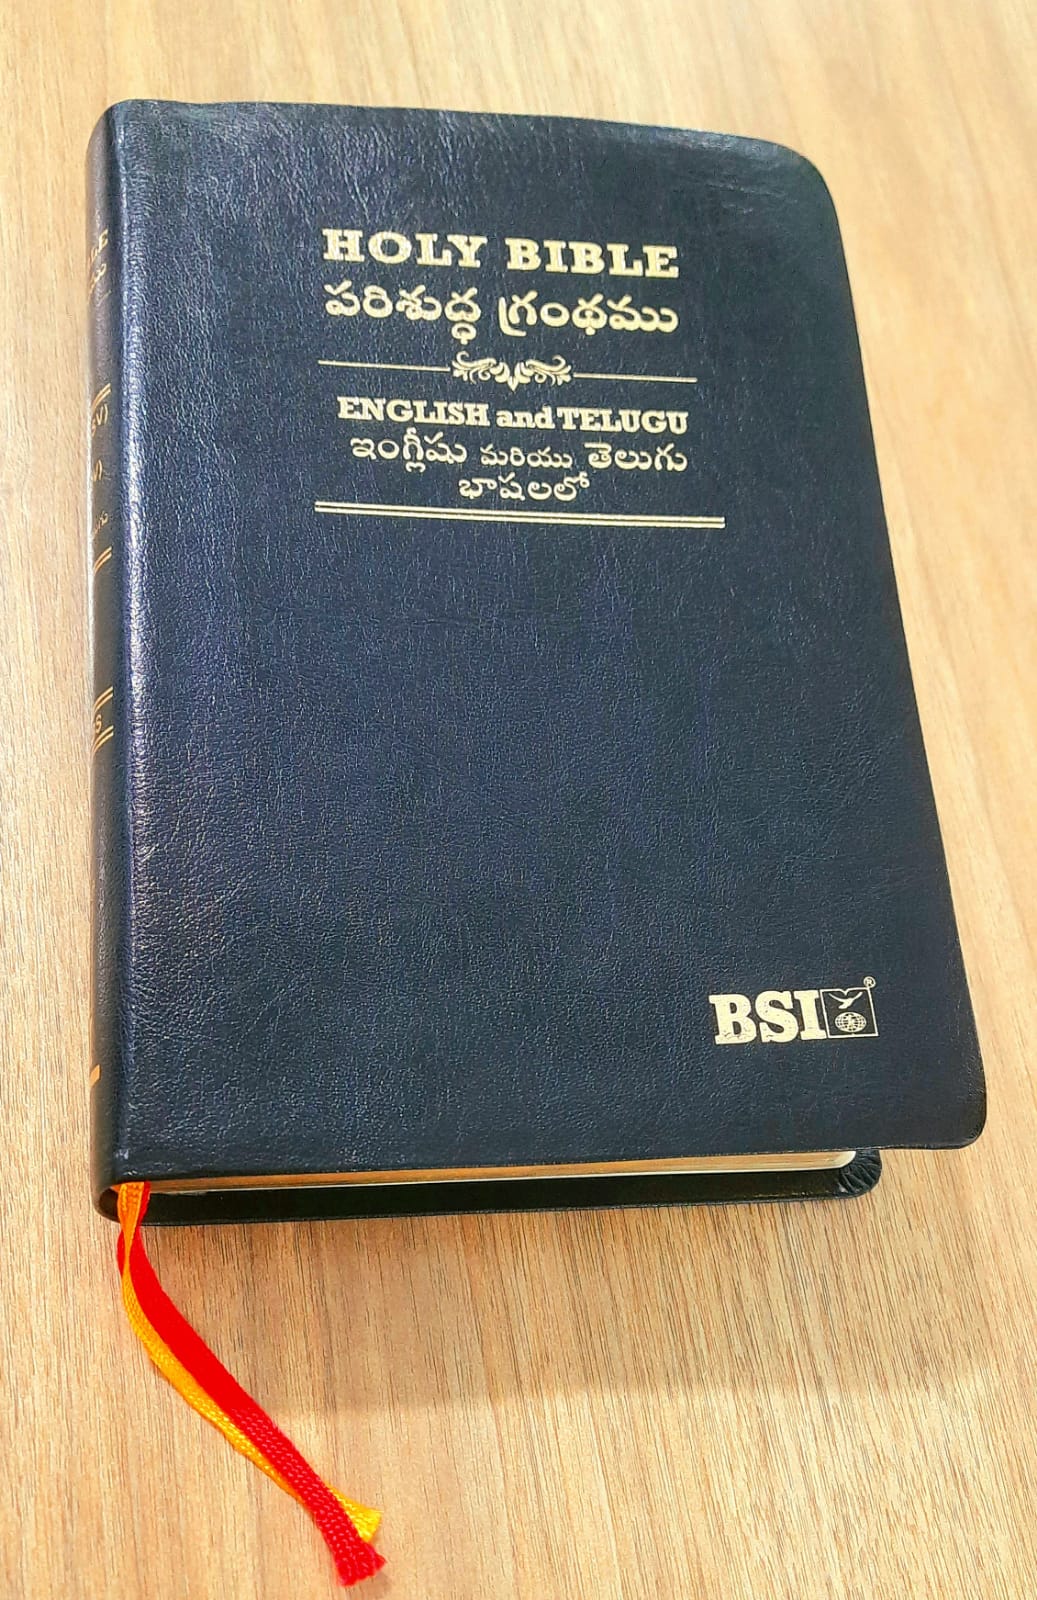 HOLY BIBLE
పరిశుద్ధ గ్రంథము
ENGLISH and TELUGU
ఇంగ్లీషు మరియు తెలుగు
భాషలలో
BSI®